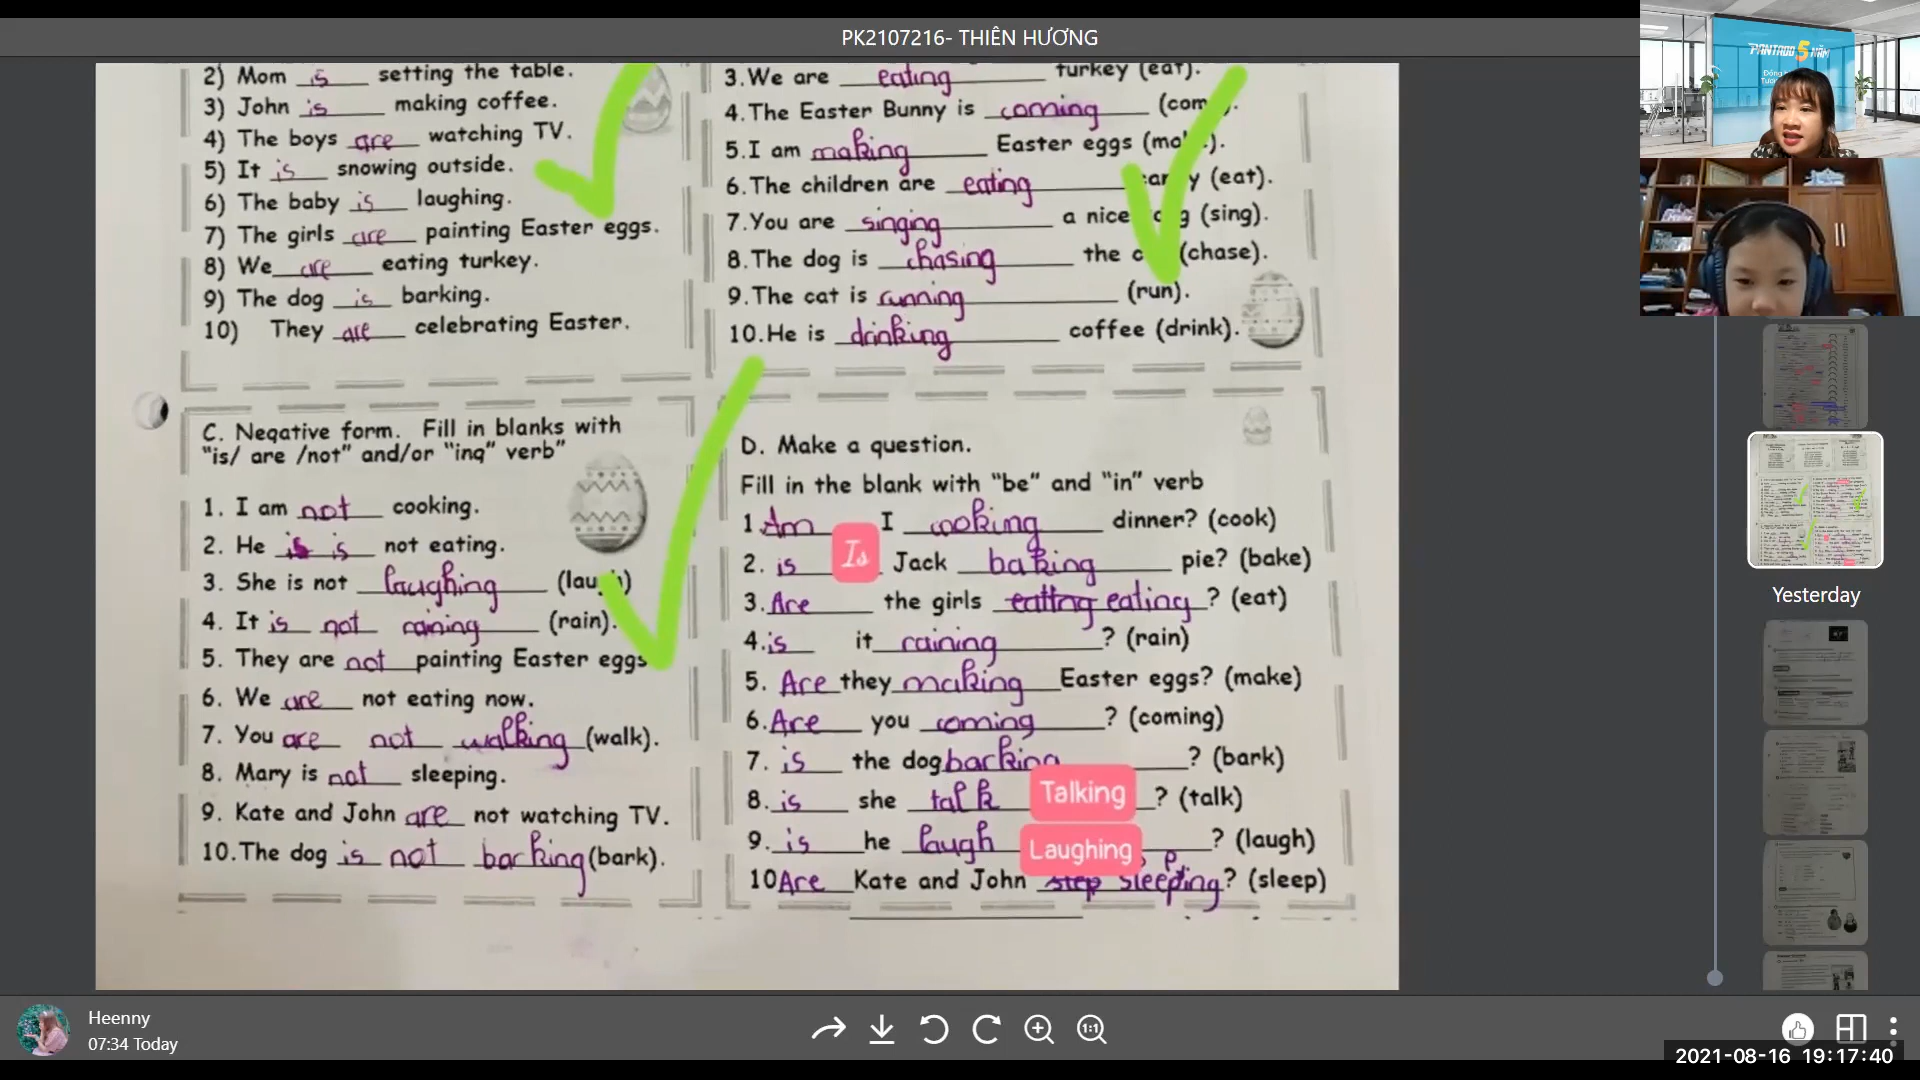 PK2107216- THIÊN HƯƠNG
PANTADO 5 NĂM
2) Mom is setting the table.
3) John is making coffee.
4) The boys are watching TV.
5) It is snowing outside.
6) The baby is laughing.
7) The girls are painting Easter eggs.
8) We are eating turkey.
9) The dog is barking.
10) They are celebrating Easter.
3.We are eating turkey (eat).
4.The Easter Bunny is coming
5.I am making Easter eggs
6.The children are eating (eat).
7.You are singing a nice (sing).
8.The dog is chasing the (chase).
9.The cat is running (run).
10.He is drinking coffee (drink).
C. Negative form. Fill in blanks with
"is/ are /not" and/or "ing" verb"
1. I am not cooking.
2. He is is not eating.
3. She is not laughing
4. It is not raining (rain).
5. They are not painting Easter eggs
6. We are not eating now.
7. You are not walking (walk).
8. Mary is not sleeping.
9. Kate and John are not watching TV.
10.The dog is not barking (bark).
D. Make a question.
Fill in the blank with "be" and "in" verb
1 Am I cooking dinner? (cook)
2. is Is Jack baking pie? (bake)
3. Are the girls eating eating ? (eat)
4. is it raining ? (rain)
5. Are they making Easter eggs? (make)
6. Are you coming ? (coming)
7. is the dog barking ? (bark)
8. is she talk Talking ? (talk)
9. is he laugh Laughing ? (laugh)
10 Are Kate and John step sleeping ? (sleep)
Yesterday
Heenny
07:34 Today
1:1
2021-08-16 19:17:40